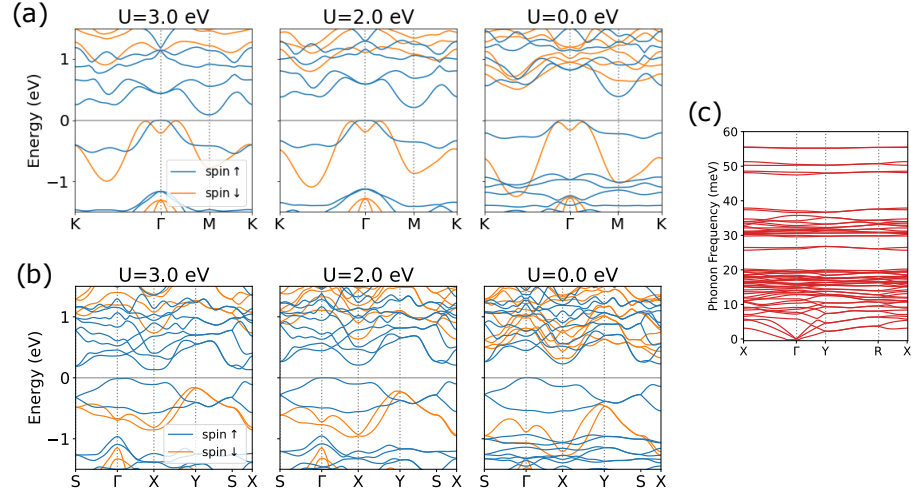 (a)
U=3.0 eV
U=2.0 eV
U=0.0 eV
Energy (eV)
1
0
−1
spin ↑
spin ↓
K Γ M K
K Γ M K
K Γ M K
(b)
U=3.0 eV
U=2.0 eV
U=0.0 eV
Energy (eV)
1
0
−1
spin ↑
spin ↓
S Γ X Y S X
S Γ X Y S X
S Γ X Y S X
(c)
Phonon Frequency (meV)
60
50
40
30
20
10
0
X Γ Y R X